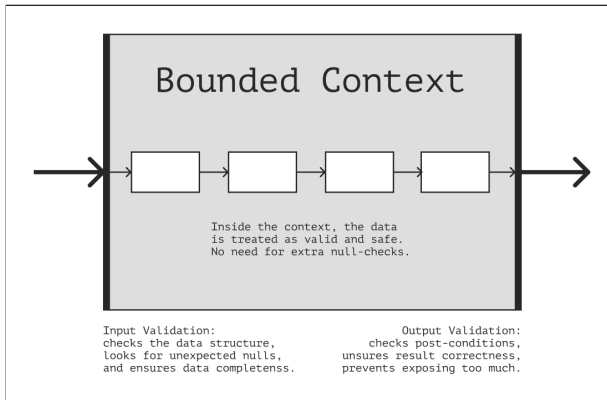 Bounded Context
Inside the context, the data
is treated as valid and safe.
No need for extra null-checks.
Input Validation:
checks the data structure,
looks for unexpected nulls,
and ensures data completenss.
Output Validation:
checks post-conditions,
unsures result correctness,
prevents exposing too much.